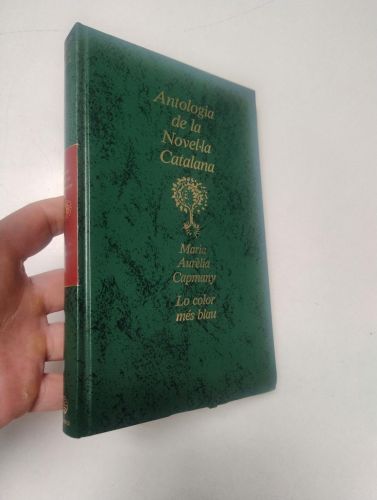 Antologia
de la
Novel·la
Catalana
Maria
Aurèlia
Capmany
Lo color
més blau